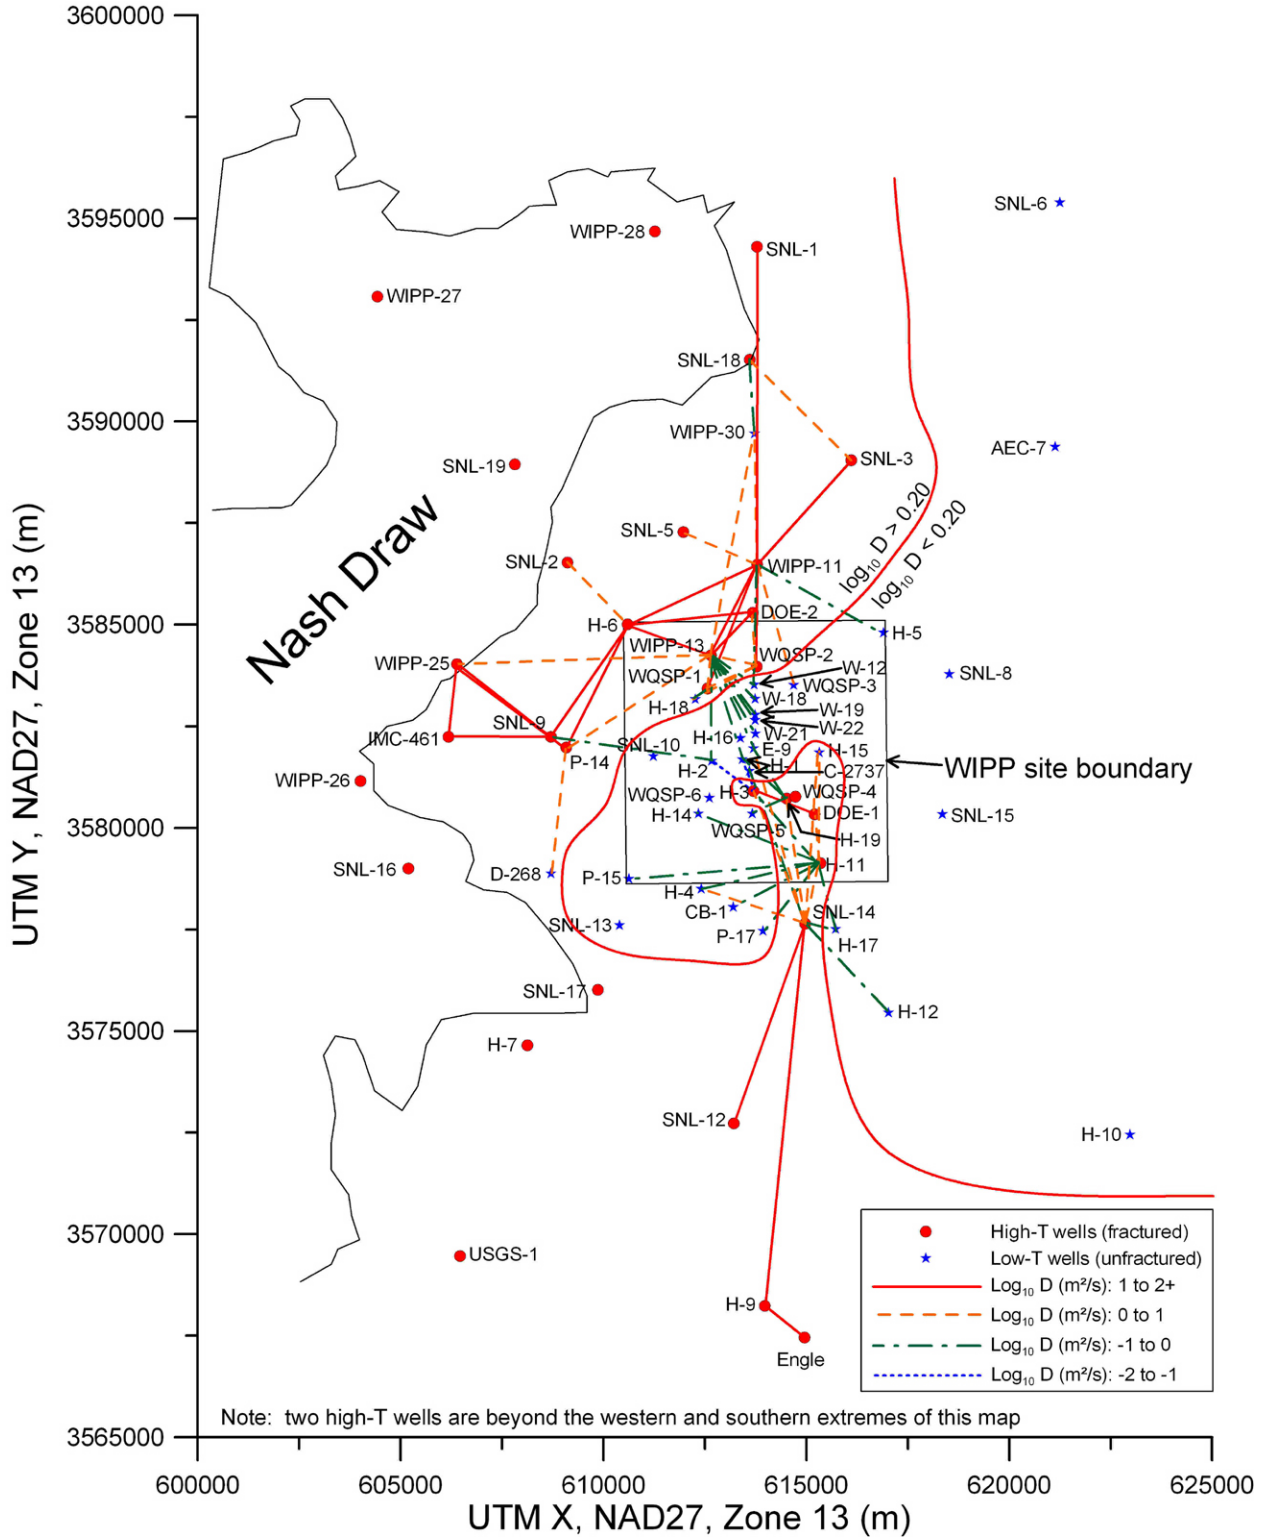 3600000
3595000
3590000
3585000
3580000
3575000
3570000
3565000
UTM Y, NAD27, Zone 13 (m)
600000
605000
610000
615000
620000
625000
UTM X, NAD27, Zone 13 (m)
SNL-6
WIPP-28
SNL-1
WIPP-27
SNL-18
WIPP-30
SNL-3
AEC-7
SNL-19
Nash Draw
SNL-5
SNL-2
WIPP-11
log₁₀ D > 0.20
log₁₀ D < 0.20
DOE-2
H-6
H-5
WIPP-13
WQSP-2
WIPP-25
W-12
WQSP-1
WQSP-3
SNL-8
H-18
W-18
W-19
SNL-9
W-22
IMC-461
H-16
W-21
SNL-10
E-9
H-15
P-14
H-2
H-1
C-2737
WIPP site boundary
WIPP-26
H-3
WQSP-4
WQSP-6
H-14
DOE-1
SNL-15
WQSP-5
H-19
SNL-16
D-268
P-15
H-11
H-4
CB-1
SNL-14
SNL-13
P-17
H-17
SNL-17
H-12
H-7
SNL-12
H-10
USGS-1
H-9
Engle
High-T wells (fractured)
Low-T wells (unfractured)
Log₁₀ D (m²/s): 1 to 2+
Log₁₀ D (m²/s): 0 to 1
Log₁₀ D (m²/s): -1 to 0
Log₁₀ D (m²/s): -2 to -1
Note: two high-T wells are beyond the western and southern extremes of this map